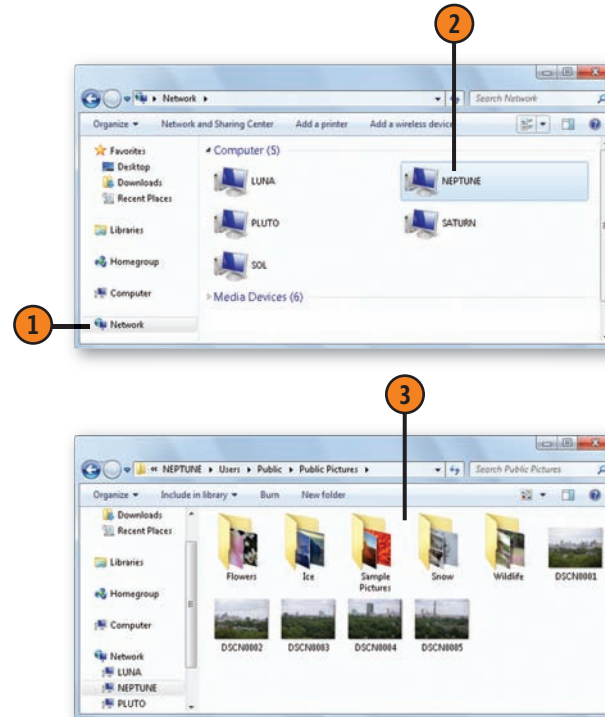 2
Network
Search Network
Organize Network and Sharing Center Add a printer Add a wireless device
Favorites
Desktop
Downloads
Recent Places
Libraries
Homegroup
Computer
Network
Computer (5)
LUNA NEPTUNE
PLUTO SATURN
SOL
Media Devices (6)
1
3
« NEPTUNE Users Public Public Pictures
Search Public Pictures
Organize Include in library Burn New folder
Downloads
Recent Places
Libraries
Homegroup
Computer
Network
LUNA
NEPTUNE
PLUTO
Flowers Ice Sample Pictures Snow Wildlife DSCN0001
DSCN0002 DSCN0003 DSCN0004 DSCN0005